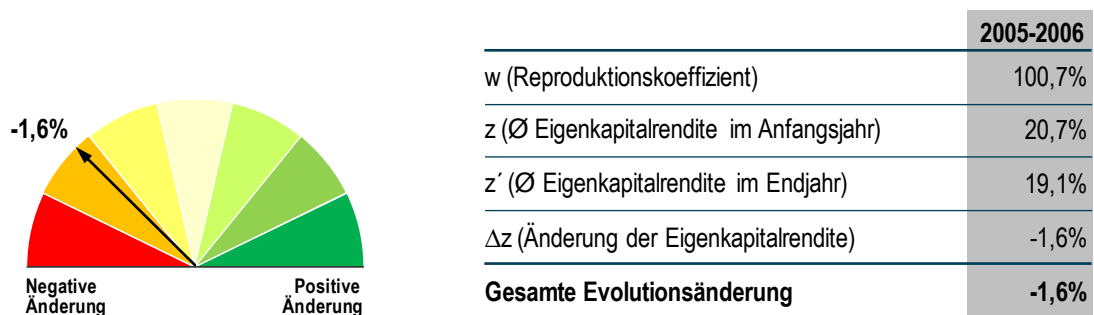 -1,6%
Negative
Änderung
Positive
Änderung
2005-2006
w (Reproduktionskoeffizient) 100,7%
z (Ø Eigenkapitalrendite im Anfangsjahr) 20,7%
z´ (Ø Eigenkapitalrendite im Endjahr) 19,1%
Δz (Änderung der Eigenkapitalrendite) -1,6%
Gesamte Evolutionsänderung -1,6%